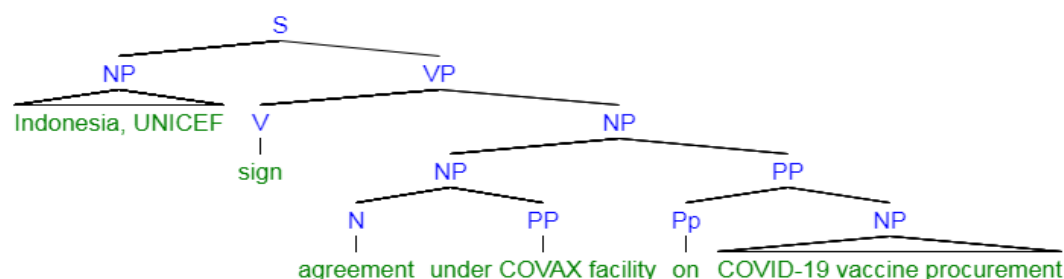 S
NP VP
Indonesia, UNICEF V NP
sign NP PP
N PP Pp NP
agreement under COVAX facility on COVID-19 vaccine procurement